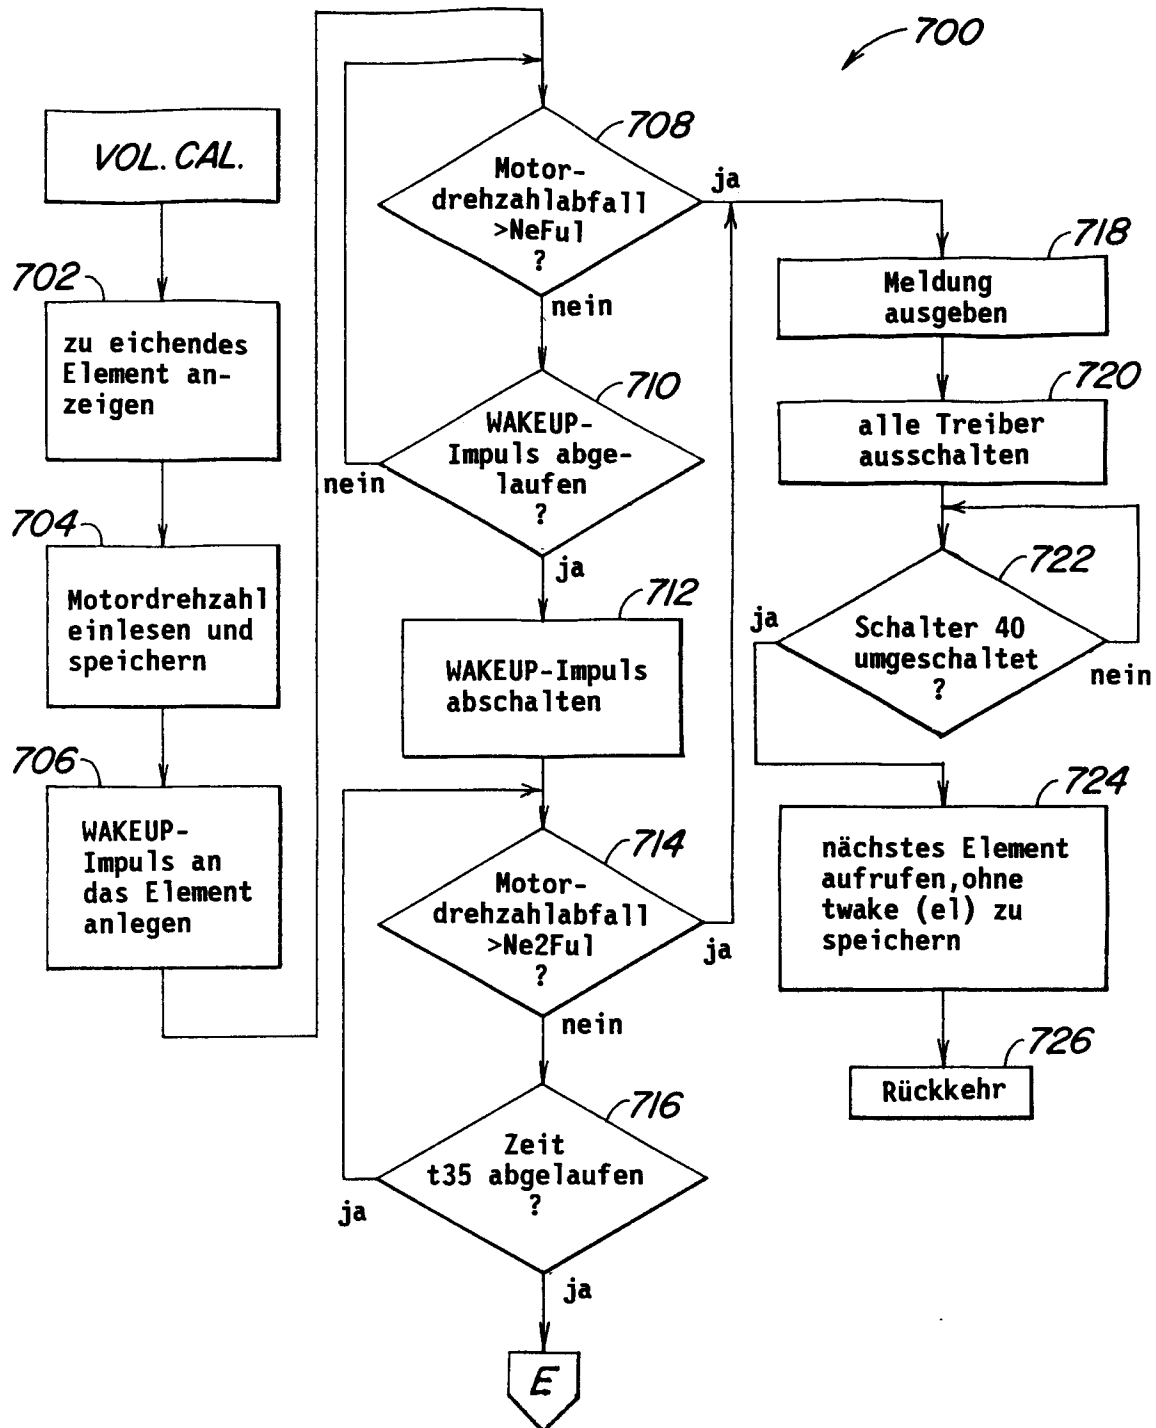 700
VOL. CAL.
702
zu eichendes
Element an-
zeigen
704
Motordrehzahl
einlesen und
speichern
706
WAKEUP-
Impuls an
das Element
anlegen
708
Motor-
drehzahlabfall
>NeFul
?
ja
nein
710
WAKEUP-
Impuls abge-
laufen
?
nein
ja
712
WAKEUP-Impuls
abschalten
714
Motor-
drehzahlabfall
>Ne2Ful
?
ja
nein
716
Zeit
t35 abgelaufen
?
ja
ja
E
718
Meldung
ausgeben
720
alle Treiber
ausschalten
722
Schalter 40
umgeschaltet
?
ja
nein
724
nächstes Element
aufrufen,ohne
twake (el) zu
speichern
726
Rückkehr